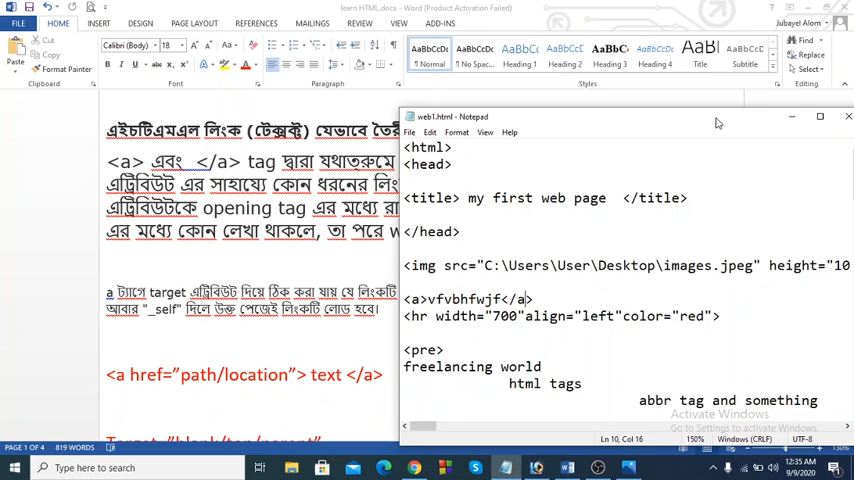 learn HTML.docx - Word (Product Activation Failed)
FILE HOME INSERT DESIGN PAGE LAYOUT REFERENCES MAILINGS REVIEW VIEW ADD-INS Jubayel Alom
Cut
Copy
Format Painter
Paste
Clipboard
Calibri (Body) 18
Font
Paragraph
AaBbCcDc AaBbCcDc AaBbCc AaBbCcD AaBbCc AaBbCcD AaBl AaBbCcD
¶ Normal ¶ No Spac... Heading 1 Heading 2 Heading 3 Heading 4 Title Subtitle
Styles
Find
Replace
Select
Editing
এইচটিএমএল লিংক (টেক্সট) যেভাবে তৈরী
<a> এবং </a> tag দ্বারা যথাক্রমে
এট্রিবিউট এর সাহায্যে কোন ধরনের লিং
এট্রিবিউটকে opening tag এর মধ্যে রা
এর মধ্যে কোন লেখা থাকলে, তা পরে w
a ট্যাগে target এট্রিবিউট দিয়ে ঠিক করা যায় যে লিংকটি
আবার "_self" দিলে উক্ত পেজেই লিংকটি লোড হবে।
<a href="path/location"> text </a>
Target="blank/top/parent"
web1.html - Notepad
File Edit Format View Help
<html>
<head>
<title> my first web page </title>
</head>
<img src="C:\Users\User\Desktop\images.jpeg" height="10
<a>vfvbhfwjf</a>
<hr width="700"align="left"color="red">
<pre>
freelancing world
html tags
abbr tag and something
Activate Windows
Go to Settings to activate Windows.
Ln 10, Col 16 150% Windows (CRLF) UTF-8
PAGE 1 OF 4 819 WORDS 150%
Type here to search
12:35 AM
9/9/2020